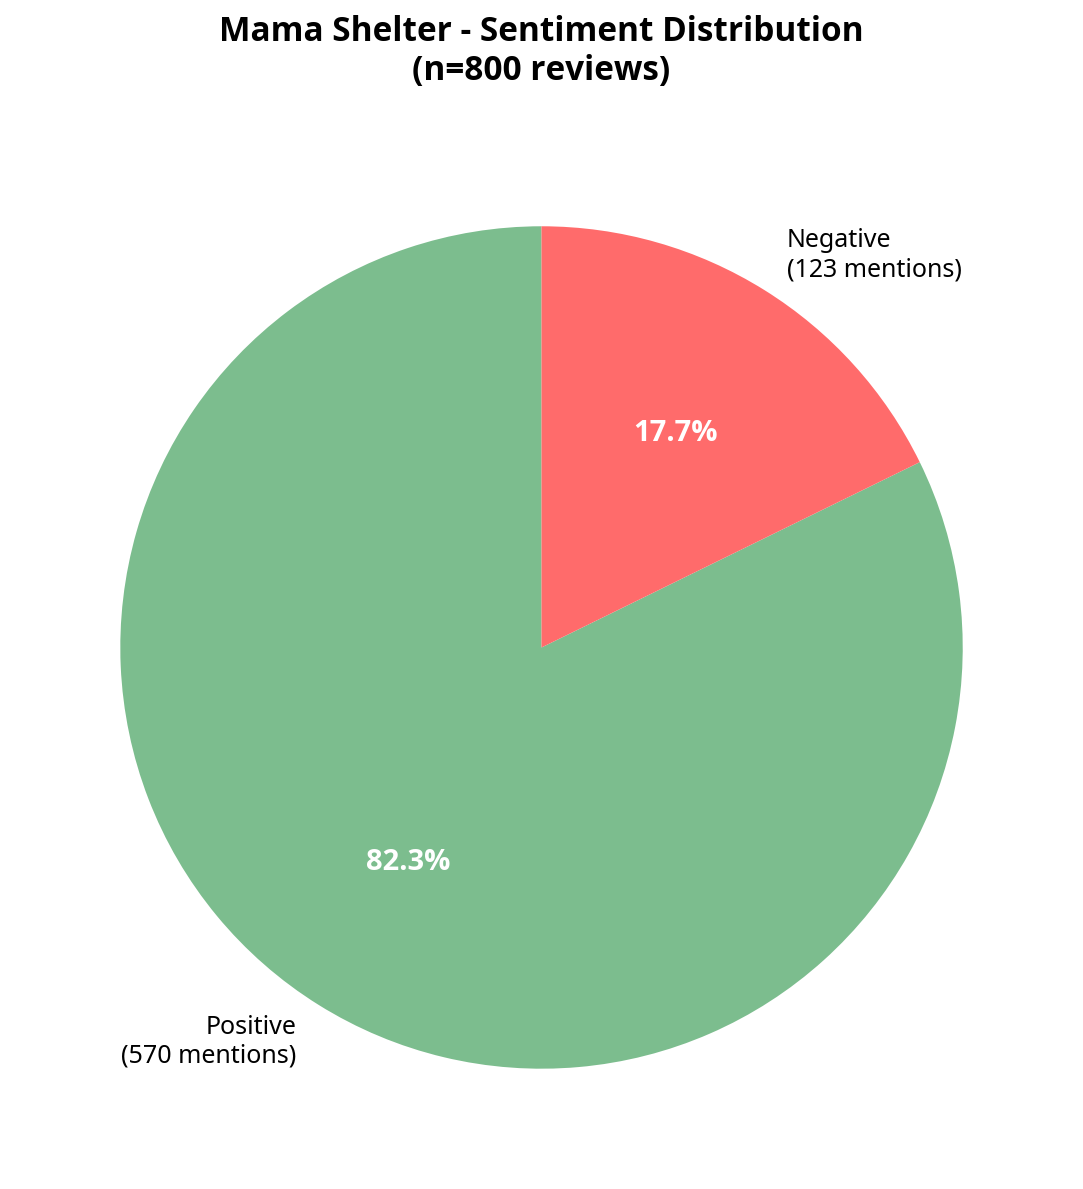 Mama Shelter - Sentiment Distribution
(n=800 reviews)
Negative
(123 mentions)
17.7%
82.3%
Positive
(570 mentions)